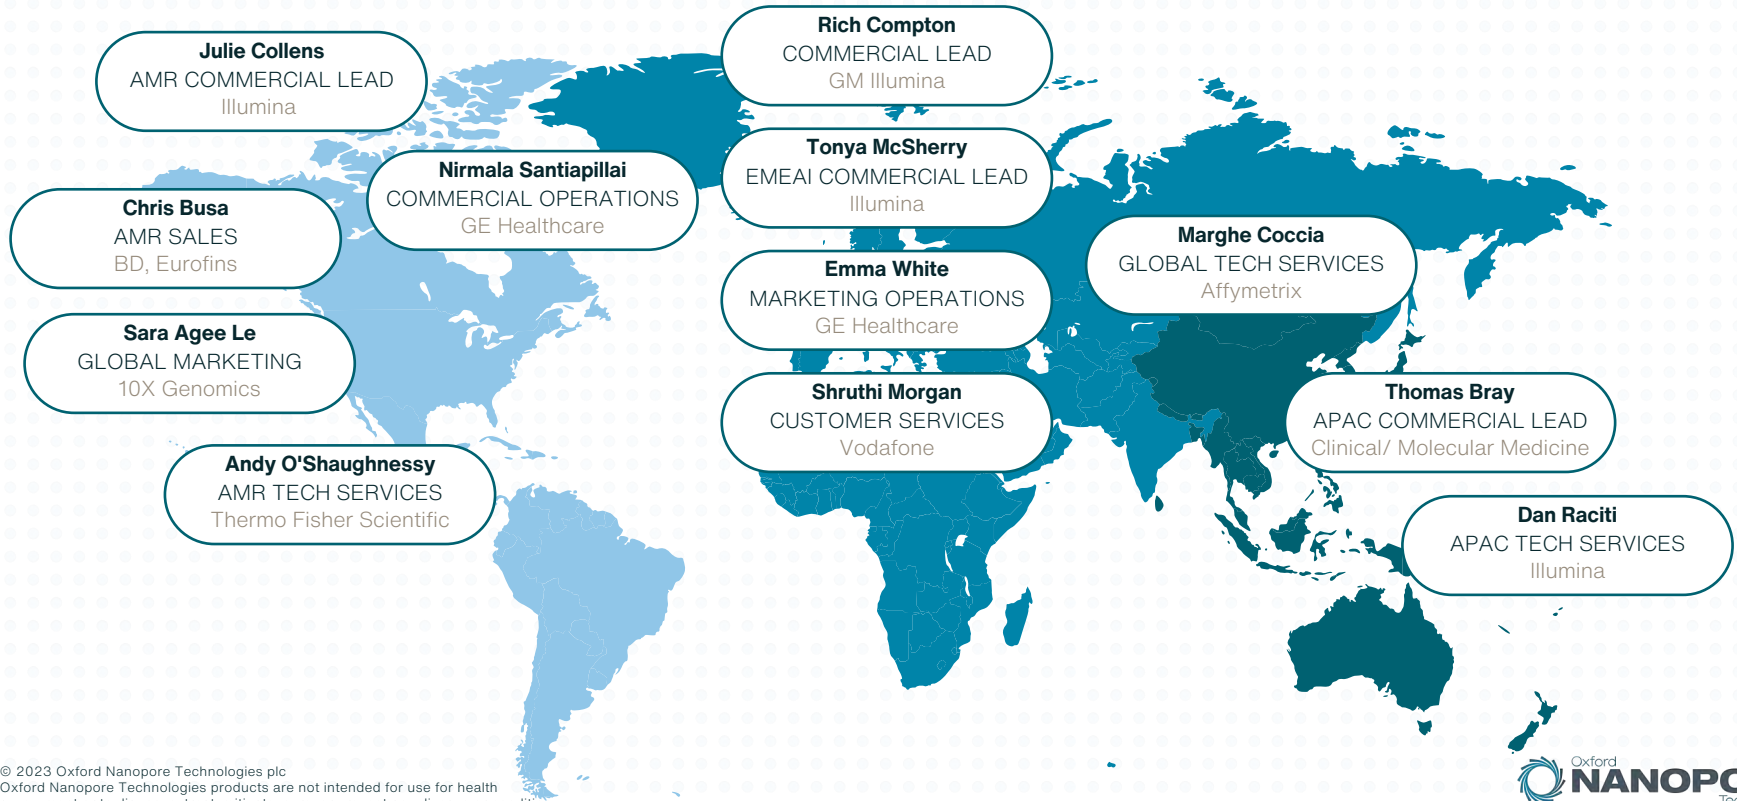 Rich Compton
COMMERCIAL LEAD
GM Illumina
Julie Collens
AMR COMMERCIAL LEAD
Illumina
Tonya McSherry
EMEAI COMMERCIAL LEAD
Illumina
Nirmala Santiapillai
COMMERCIAL OPERATIONS
GE Healthcare
Chris Busa
AMR SALES
BD, Eurofins
Marghe Coccia
GLOBAL TECH SERVICES
Affymetrix
Emma White
MARKETING OPERATIONS
GE Healthcare
Sara Agee Le
GLOBAL MARKETING
10X Genomics
Shruthi Morgan
CUSTOMER SERVICES
Vodafone
Thomas Bray
APAC COMMERCIAL LEAD
Clinical/ Molecular Medicine
Andy O'Shaughnessy
AMR TECH SERVICES
Thermo Fisher Scientific
Dan Raciti
APAC TECH SERVICES
Illumina
© 2023 Oxford Nanopore Technologies plc
Oxford Nanopore Technologies products are not intended for use for health
Oxford
NANOPO